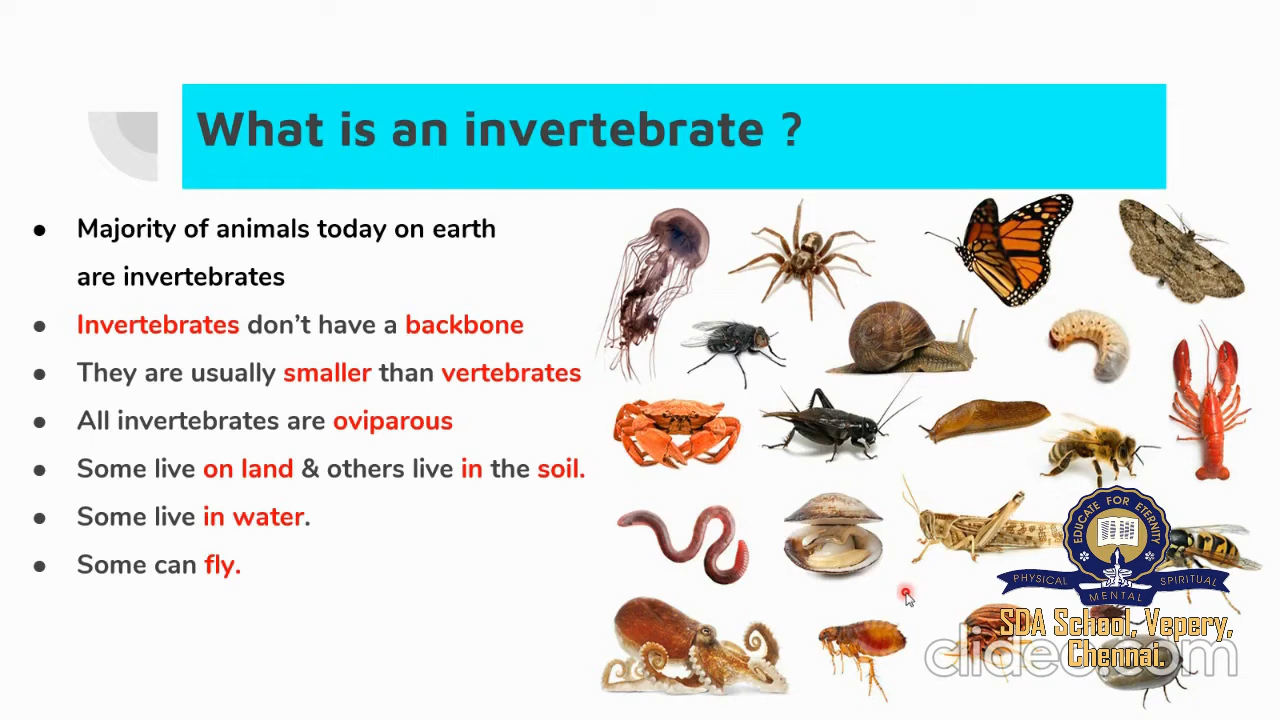 What is an invertebrate ?
● Majority of animals today on earth
are invertebrates
● Invertebrates don’t have a backbone
● They are usually smaller than vertebrates
● All invertebrates are oviparous
● Some live on land & others live in the soil.
● Some live in water.
● Some can fly.
EDUCATE FOR ETERNITY
PHYSICAL MENTAL SPIRITUAL
SDA School, Vepery,
Chennai.
clideo.com